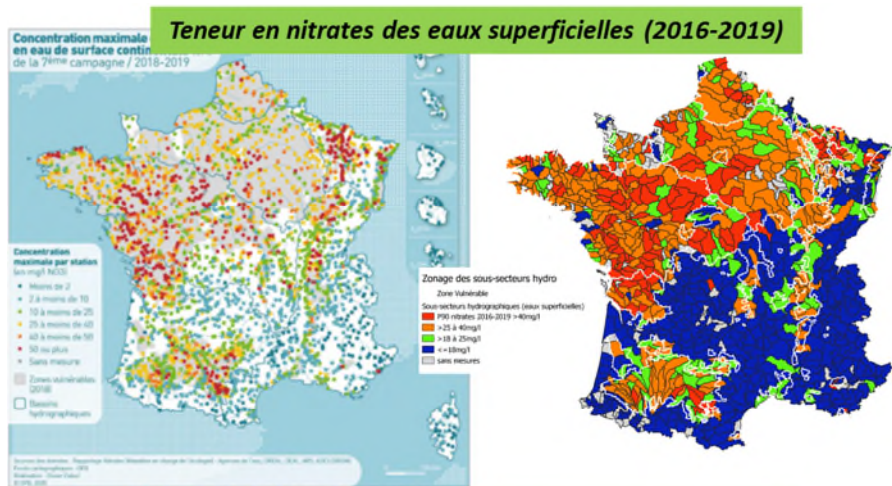 Teneur en nitrates des eaux superficielles (2016-2019)
Concentration maximale
en eau de surface
de la 7ème campagne / 2018-2019
Concentration
maximale par station
(en mg/l NO3)
Moins de 2
2 à moins de 10
10 à moins de 25
25 à moins de 40
40 à moins de 50
50 ou plus
Sans mesure
Zones vulnérables
(2018)
Bassins
hydrographiques
Zonage des sous-secteurs hydro
Zone Vulnérable
Sous-secteurs hydrographiques (eaux superficielles)
P90 nitrates 2016-2019 >40mg/l
>25 à 40mg/l
>18 à 25mg/l
<=18mg/l
sans mesures